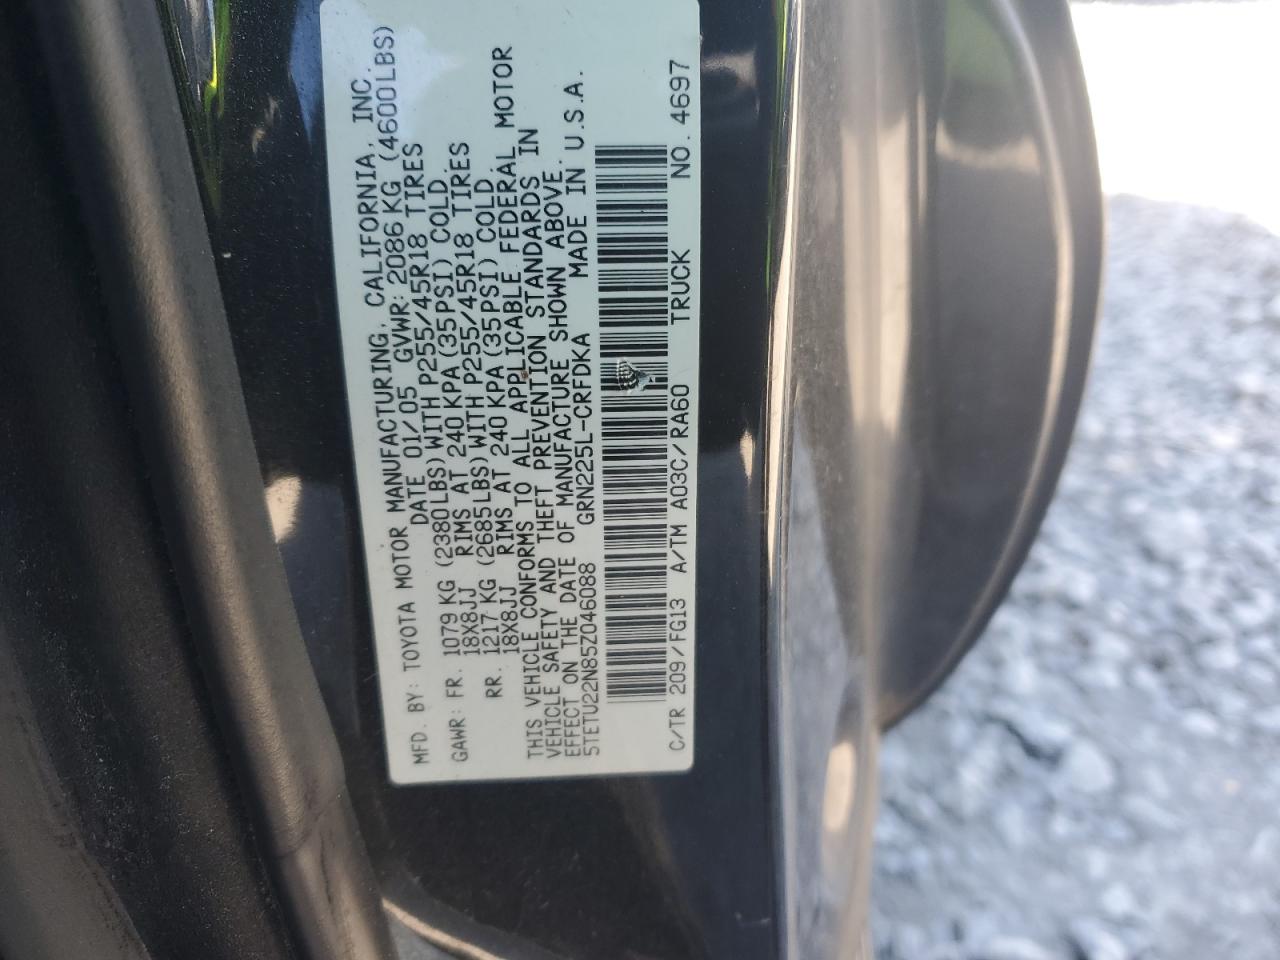 MFD. BY: TOYOTA MOTOR MANUFACTURING, CALIFORNIA, INC.
DATE 01/05 GVWR: 2086 KG (4600LBS)
GAWR: FR. 1079 KG (2380LBS) WITH P255/45R18 TIRES
18X8JJ RIMS AT 240 KPA (35PSI) COLD.
RR. 1217 KG (2685LBS) WITH P255/45R18 TIRES
18X8JJ RIMS AT 240 KPA (35PSI) COLD.
THIS VEHICLE CONFORMS TO ALL APPLICABLE FEDERAL MOTOR
VEHICLE SAFETY AND THEFT PREVENTION STANDARDS IN
EFFECT ON THE DATE OF MANUFACTURE SHOWN ABOVE.
5TETU22N85Z046088 GRN225L-CRFDKA MADE IN U.S.A.
C/TR 209/FG13 A/TM A03C/RA60 TRUCK NO. 4697